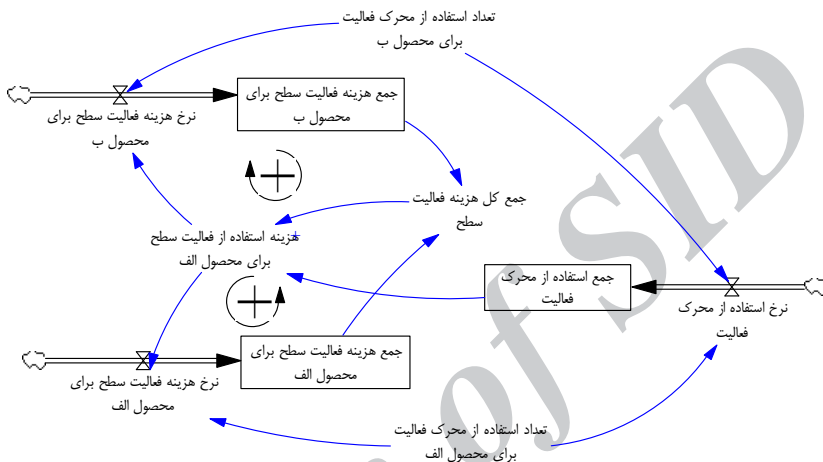 تعداد استفاده از محرک فعالیت
برای محصول ب
جمع هزینه فعالیت سطح برای
محصول ب
نرخ هزینه فعالیت سطح برای
محصول ب
جمع کل هزینه فعالیت
سطح
هزینه استفاده از فعالیت سطح
برای محصول الف
جمع استفاده از محرک
فعالیت
نرخ استفاده از محرک
فعالیت
جمع هزینه فعالیت سطح برای
محصول الف
نرخ هزینه فعالیت سطح برای
محصول الف
تعداد استفاده از محرک فعالیت
برای محصول الف
of SID